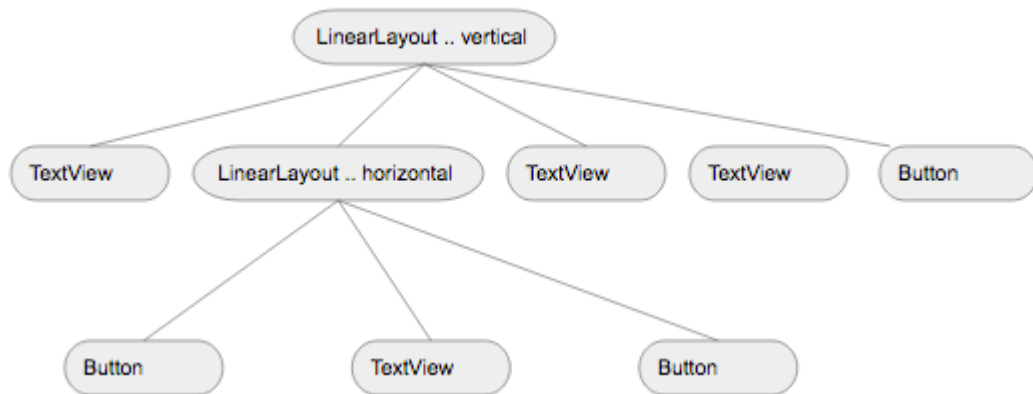 LinearLayout .. vertical
TextView
LinearLayout .. horizontal
TextView
TextView
Button
Button
TextView
Button